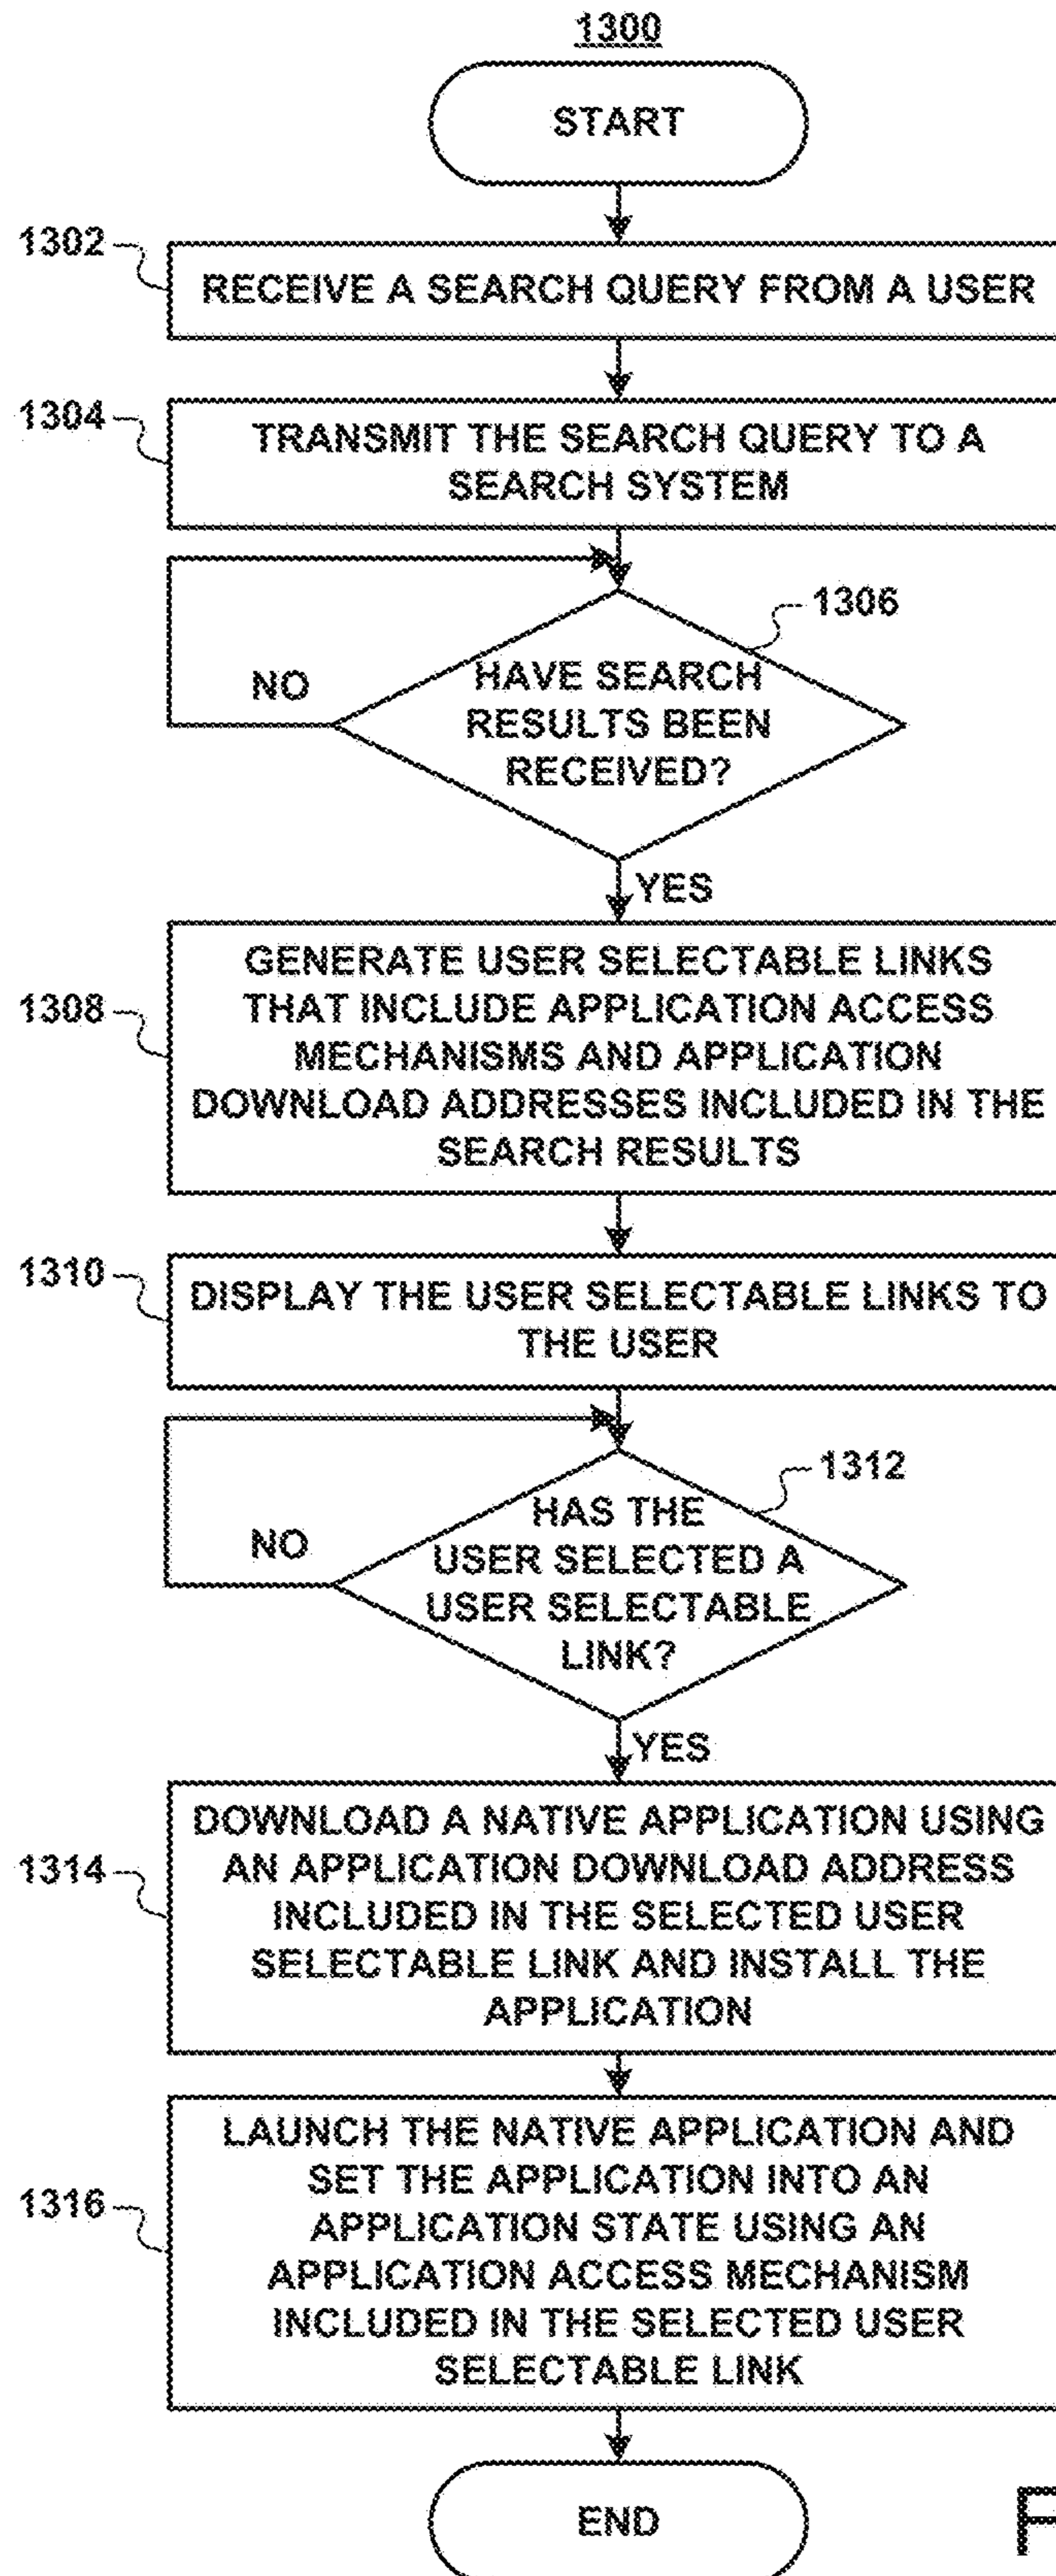 1300
START
1302
RECEIVE A SEARCH QUERY FROM A USER
1304
TRANSMIT THE SEARCH QUERY TO A
SEARCH SYSTEM
1306
HAVE SEARCH
RESULTS BEEN
RECEIVED?
NO
YES
1308
GENERATE USER SELECTABLE LINKS
THAT INCLUDE APPLICATION ACCESS
MECHANISMS AND APPLICATION
DOWNLOAD ADDRESSES INCLUDED IN THE
SEARCH RESULTS
1310
DISPLAY THE USER SELECTABLE LINKS TO
THE USER
1312
HAS THE
USER SELECTED A
USER SELECTABLE
LINK?
NO
YES
1314
DOWNLOAD A NATIVE APPLICATION USING
AN APPLICATION DOWNLOAD ADDRESS
INCLUDED IN THE SELECTED USER
SELECTABLE LINK AND INSTALL THE
APPLICATION
1316
LAUNCH THE NATIVE APPLICATION AND
SET THE APPLICATION INTO AN
APPLICATION STATE USING AN
APPLICATION ACCESS MECHANISM
INCLUDED IN THE SELECTED USER
SELECTABLE LINK
END
F